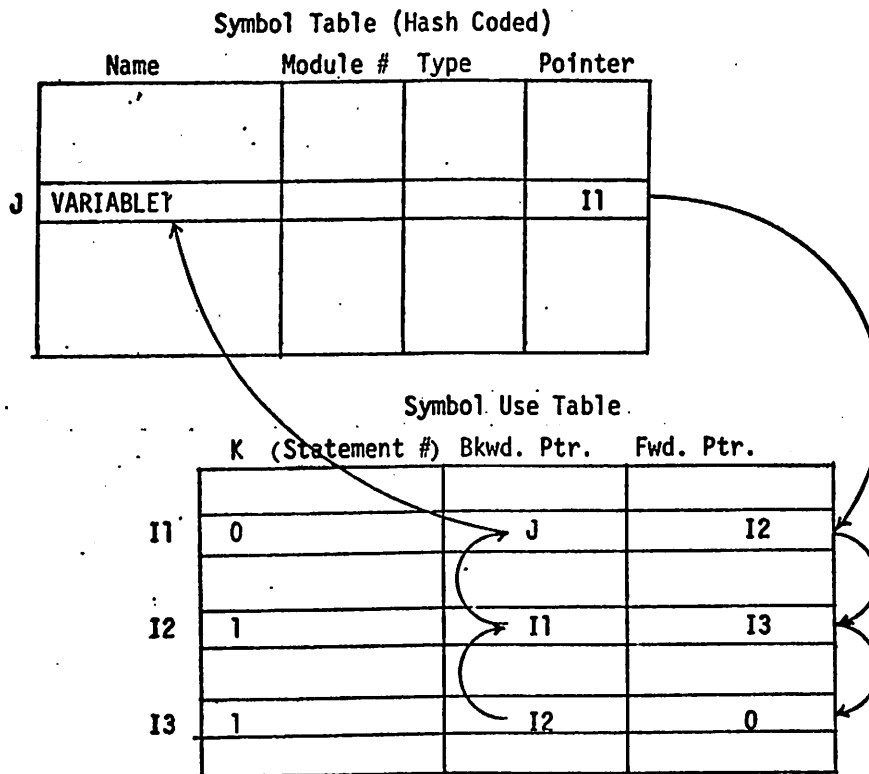 Symbol Table (Hash Coded)
Name Module # Type Pointer
J VARIABLE1 I1
Symbol Use Table
K (Statement #) Bkwd. Ptr. Fwd. Ptr.
I1 0 J I2
I2 1 I1 I3
I3 1 I2 0